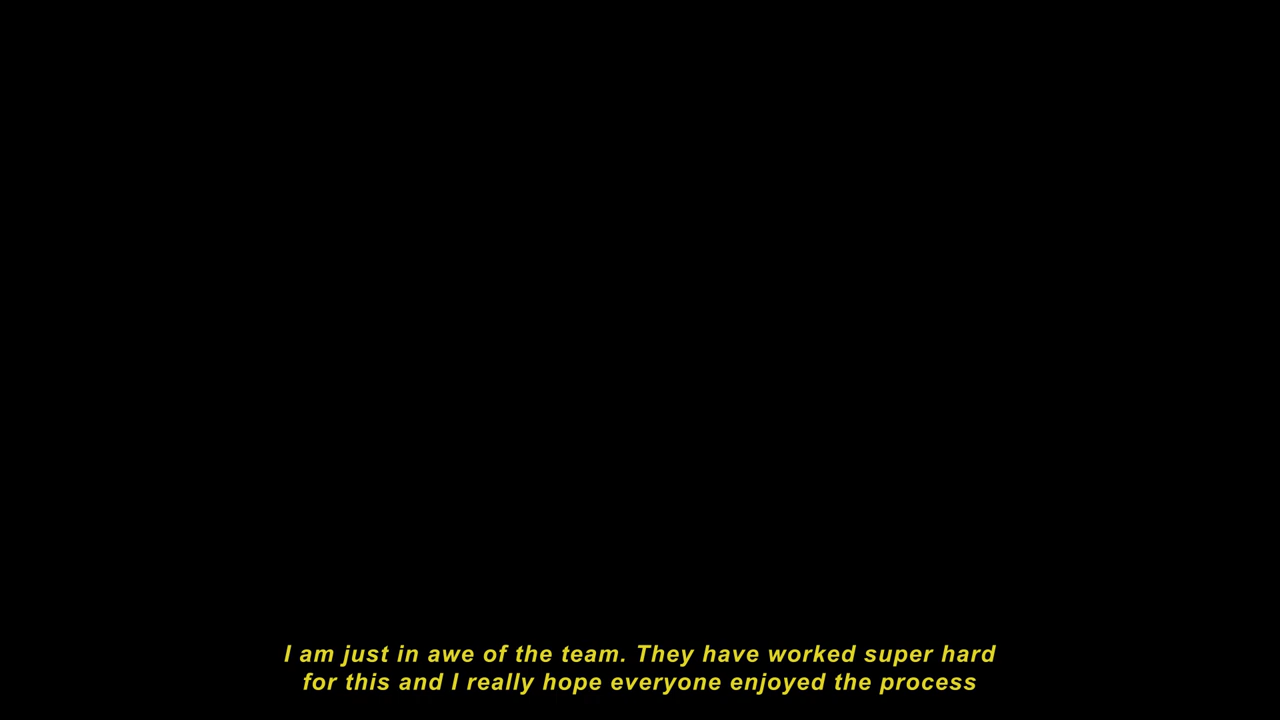 I am just in awe of the team. They have worked super hard
for this and I really hope everyone enjoyed the process